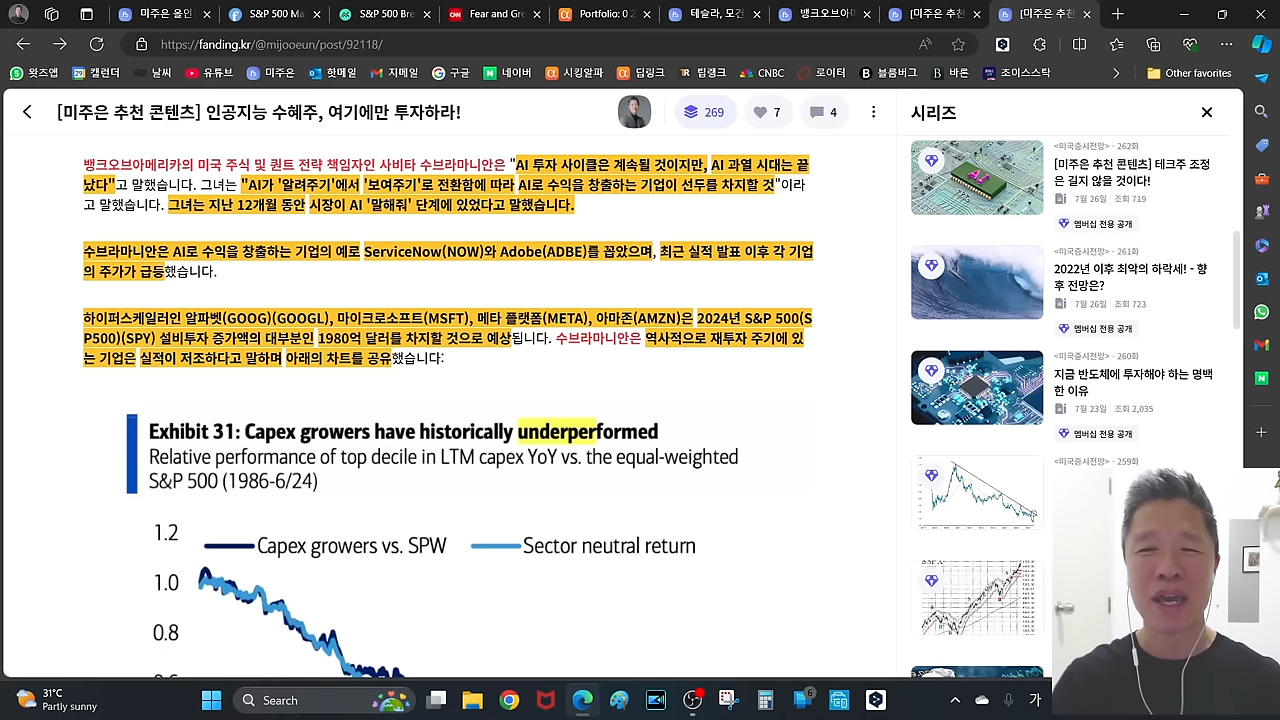 미주은 올인
S&P 500 Ma
S&P 500 Bre
CNN
Fear and Gre
Portfolio: 0 2
테슬라, 모건
뱅크오브아메
[미주은 추천
[미주은 추천
https://fanding.kr/@mijooeun/post/92118/
왓츠앱
캘린더
날씨
유튜브
미주은
핫메일
지메일
구글
네이버
시킹알파
딥링크
팁랭크
CNBC
로이터
블룸버그
바론
초이스스탁
Other favorites
[미주은 추천 콘텐츠] 인공지능 수혜주, 여기에만 투자하라!
269
7
4
시리즈
뱅크오브아메리카의 미국 주식 및 퀀트 전략 책임자인 사비타 수브라마니안은 "AI 투자 사이클은 계속될 것이지만, AI 과열 시대는 끝
났다"고 말했습니다. 그녀는 "AI가 '알려주기'에서 '보여주기'로 전환함에 따라 AI로 수익을 창출하는 기업이 선두를 차지할 것"이라
고 말했습니다. 그녀는 지난 12개월 동안 시장이 AI '말해줘' 단계에 있었다고 말했습니다.
수브라마니안은 AI로 수익을 창출하는 기업의 예로 ServiceNow(NOW)와 Adobe(ADBE)를 꼽았으며, 최근 실적 발표 이후 각 기업
의 주가가 급등했습니다.
하이퍼스케일러인 알파벳(GOOG)(GOOGL), 마이크로소프트(MSFT), 메타 플랫폼(META), 아마존(AMZN)은 2024년 S&P 500(S
P500)(SPY) 설비투자 증가액의 대부분인 1980억 달러를 차지할 것으로 예상됩니다. 수브라마니안은 역사적으로 재투자 주기에 있
는 기업은 실적이 저조하다고 말하며 아래의 차트를 공유했습니다:
Exhibit 31: Capex growers have historically underperformed
Relative performance of top decile in LTM capex YoY vs. the equal-weighted
S&P 500 (1986-6/24)
1.2
Capex growers vs. SPW
Sector neutral return
1.0
0.8
<미국증시전망> - 262화
[미주은 추천 콘텐츠] 테크주 조정
은 길지 않을 것이다!
7월 26일 · 조회 719
멤버십 전용 공개
<미국증시전망> - 261화
2022년 이후 최악의 하락세! - 향
후 전망은?
7월 26일 · 조회 723
멤버십 전용 공개
<미국증시전망> - 260화
지금 반도체에 투자해야 하는 명백
한 이유
7월 23일 · 조회 2,035
멤버십 전용 공개
<미국증시전망> - 259화
AI
31°C
Partly sunny
Search
6
가